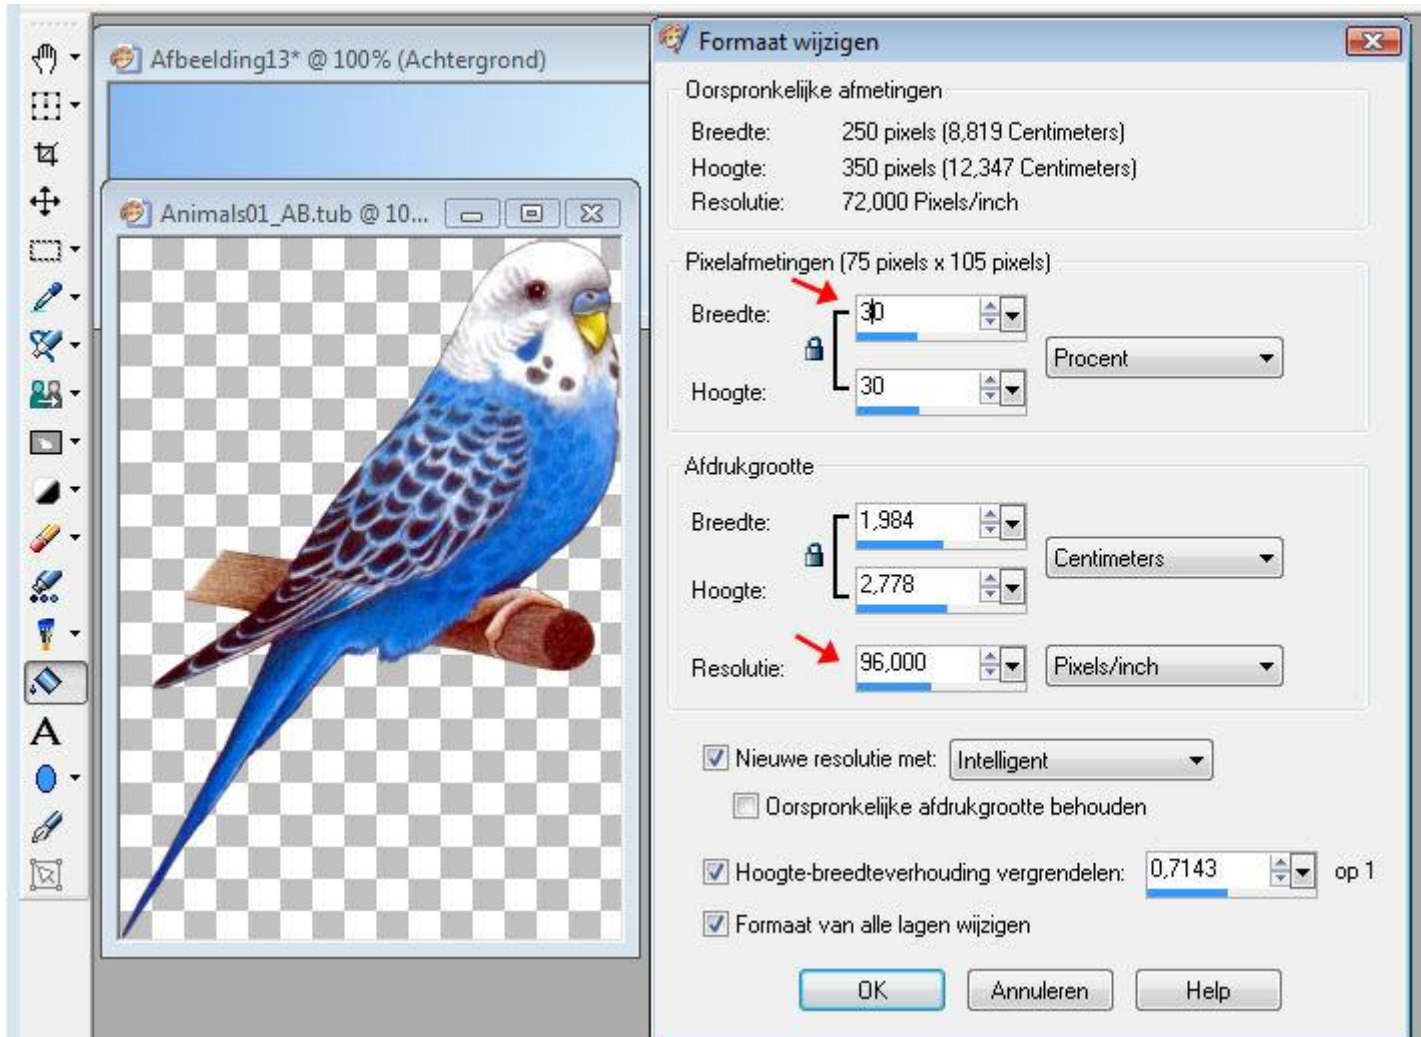 Afbeelding13* @ 100% (Achtergrond)
Animals01_AB.tub @ 10...
A
Formaat wijzigen
Oorspronkelijke afmetingen
Breedte: 250 pixels (8,819 Centimeters)
Hoogte: 350 pixels (12,347 Centimeters)
Resolutie: 72,000 Pixels/inch
Pixelafmetingen (75 pixels x 105 pixels)
Breedte: 30
Procent
Hoogte: 30
Afdrukgrootte
Breedte: 1,984
Centimeters
Hoogte: 2,778
Resolutie: 96,000 Pixels/inch
Nieuwe resolutie met: Intelligent
Oorspronkelijke afdrukgrootte behouden
Hoogte-breedteverhouding vergrendelen: 0,7143 op 1
Formaat van alle lagen wijzigen
OK Annuleren Help